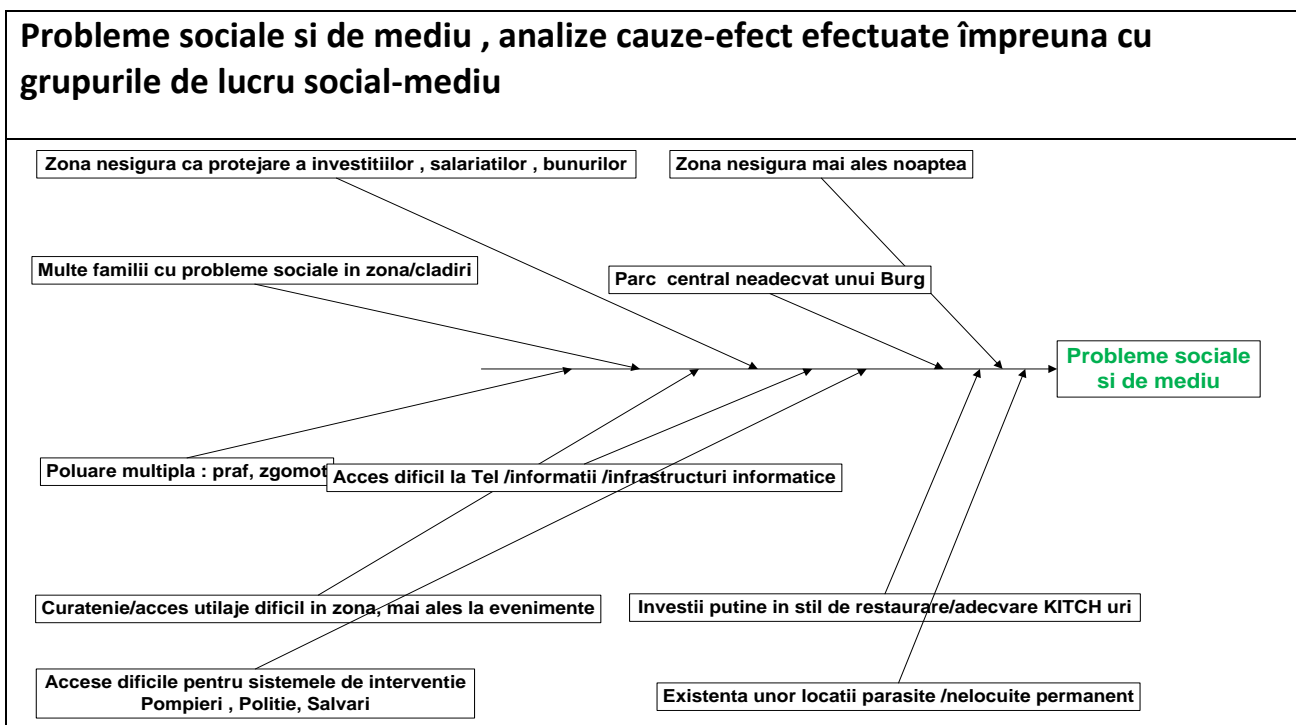 Probleme sociale si de mediu , analize cauze-efect efectuate împreuna cu
grupurile de lucru social-mediu
Zona nesigura ca protejare a investitiilor , salariatilor , bunurilor
Zona nesigura mai ales noaptea
Multe familii cu probleme sociale in zona/cladiri
Parc central neadecvat unui Burg
Probleme sociale
si de mediu
Poluare multipla : praf, zgomot
Acces dificil la Tel /informatii /infrastructuri informatice
Curatenie/acces utilaje dificil in zona, mai ales la evenimente
Investii putine in stil de restaurare/adecvare KITCH uri
Accese dificile pentru sistemele de interventie
Pompieri , Politie, Salvari
Existenta unor locatii parasite /nelocuite permanent